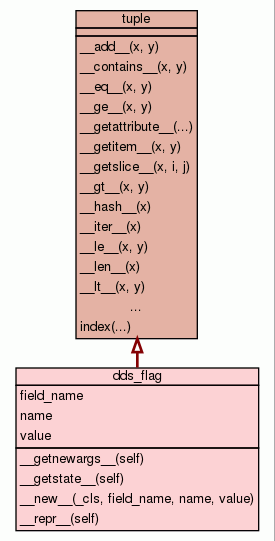 tuple
__add__(x, y)
__contains__(x, y)
__eq__(x, y)
__ge__(x, y)
__getattribute__(...)
__getitem__(x, y)
__getslice__(x, i, j)
__gt__(x, y)
__hash__(x)
__iter__(x)
__le__(x, y)
__len__(x)
__lt__(x, y)
...
index(...)
dds_flag
field_name
name
value
__getnewargs__(self)
__getstate__(self)
__new__(_cls, field_name, name, value)
__repr__(self)